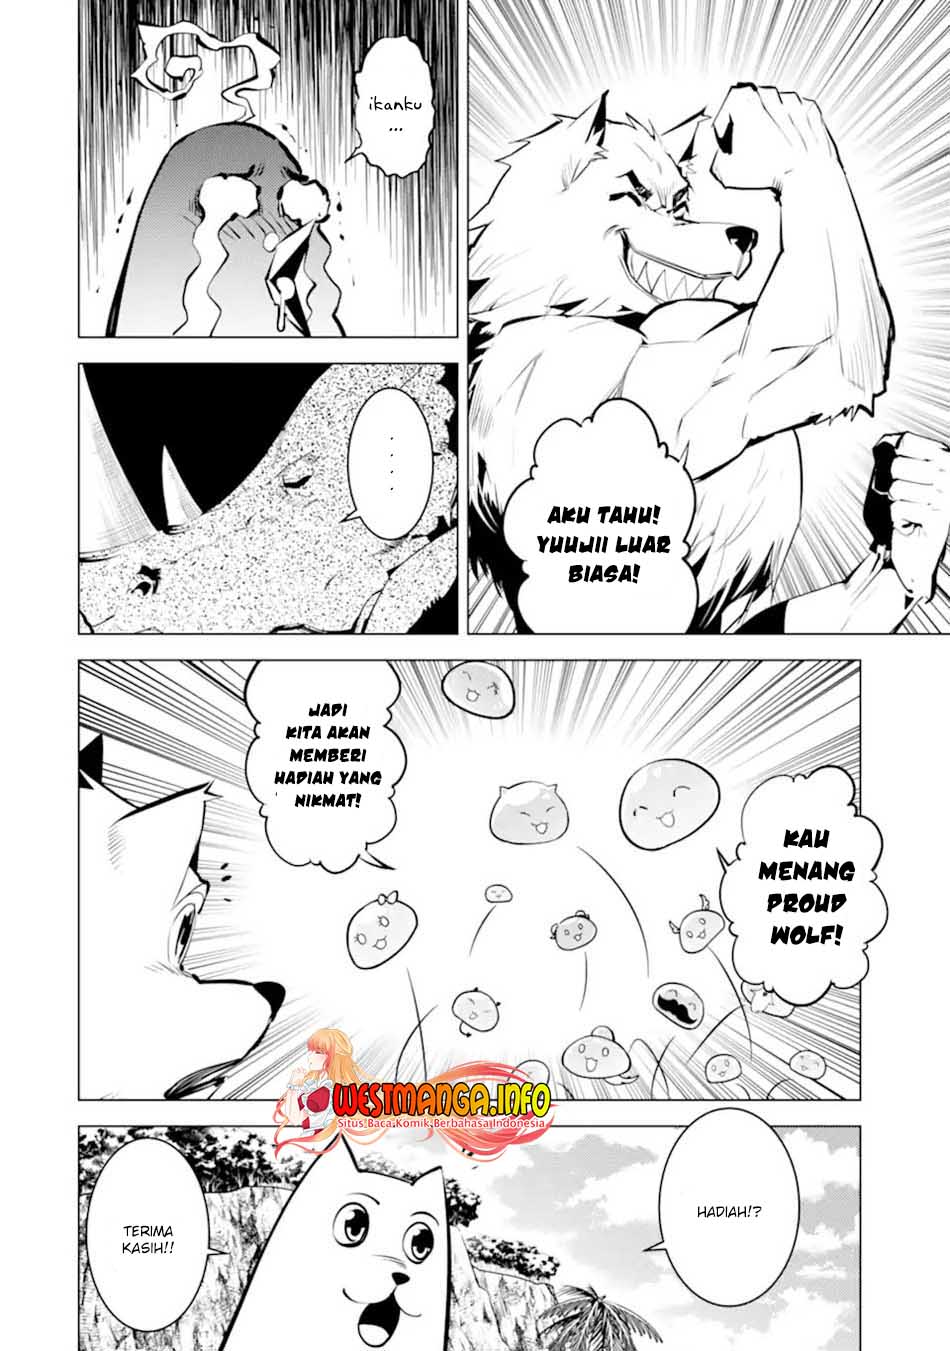 AKU TAHU!
YUUJII LUAR
BIASA!
ikanku
...
....
KAU
MENANG
PROUD
WOLF!
JADI
KITA AKAN
MEMBERI
HADIAH YANG
NIKMAT!
WESTMANGA.INFO
Situs Baca Komik Berbahasa Indonesia
HADIAH!?
TERIMA
KASIH!!